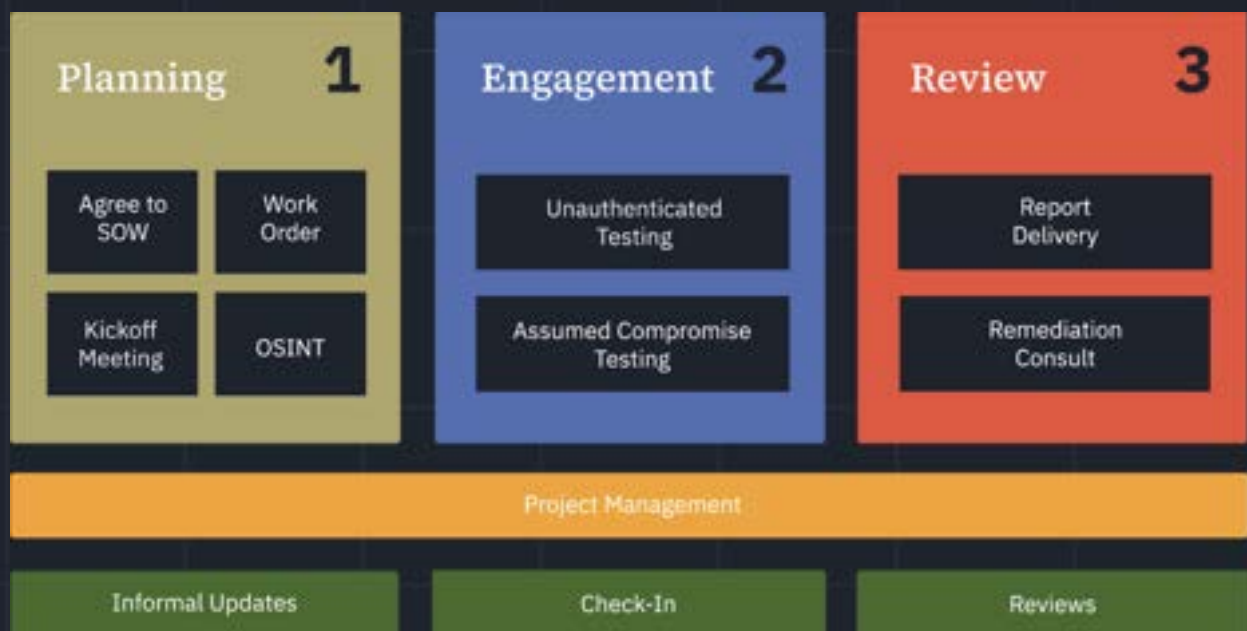 Planning 1
Agree to
SOW
Work
Order
Kickoff
Meeting
OSINT
Engagement 2
Unauthenticated
Testing
Assumed Compromise
Testing
Review 3
Report
Delivery
Remediation
Consult
Project Management
Informal Updates
Check-In
Reviews